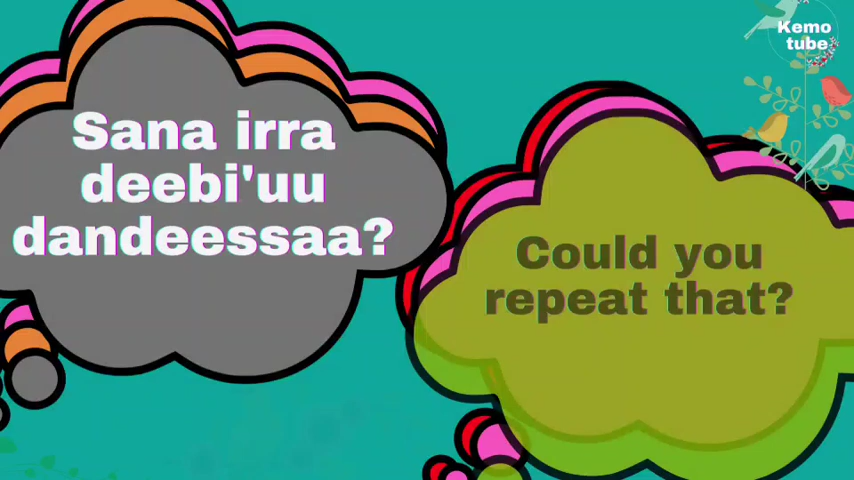 Kemo
tube
Sana irra
deebi'uu
dandeessaa?
Could you
repeat that?